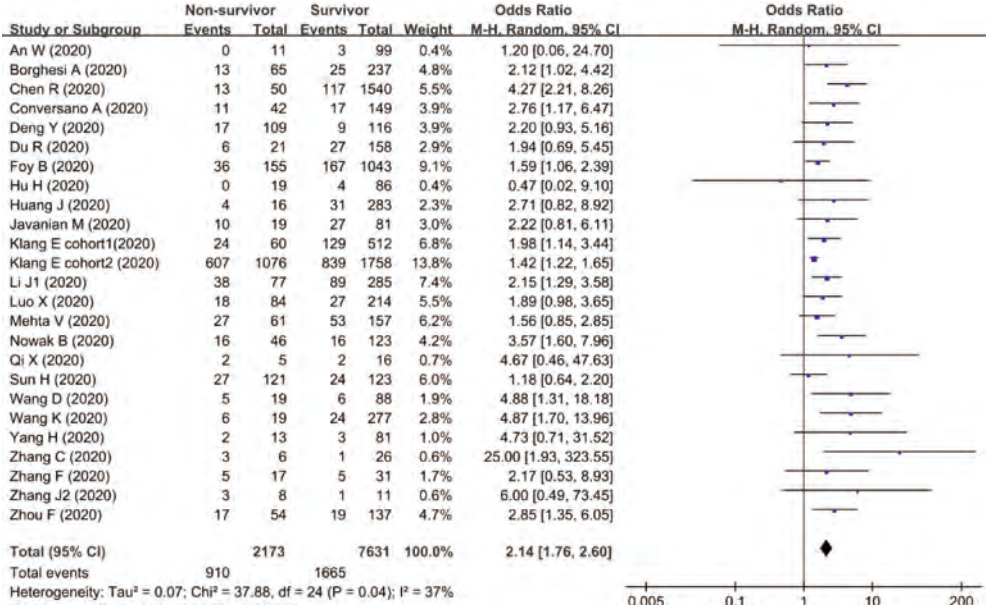 Non-survivor Survivor Odds Ratio Odds Ratio
Study or Subgroup Events Total Events Total Weight M-H, Random, 95% CI M-H, Random, 95% CI
An W (2020) 0 11 3 99 0.4% 1.20 [0.06, 24.70]
Borghesi A (2020) 13 65 25 237 4.8% 2.12 [1.02, 4.42]
Chen R (2020) 13 50 117 1540 5.5% 4.27 [2.21, 8.26]
Conversano A (2020) 11 42 17 149 3.8% 2.76 [1.17, 6.47]
Deng Y (2020) 17 109 9 116 3.9% 2.20 [0.93, 5.16]
Du R (2020) 6 21 27 158 2.8% 1.94 [0.69, 5.45]
Foy B (2020) 36 155 167 1043 9.1% 1.59 [1.06, 2.39]
Hu H (2020) 0 19 4 86 0.4% 0.47 [0.02, 9.10]
Huang J (2020) 4 16 31 283 2.3% 2.71 [0.82, 8.92]
Javanian M (2020) 10 19 27 81 2.9% 2.22 [0.81, 6.11]
Klang E cohort1(2020) 24 60 129 512 6.8% 1.98 [1.14, 3.44]
Klang E cohort2 (2020) 607 1076 839 1758 13.8% 1.42 [1.22, 1.65]
Li J1 (2020) 38 77 89 285 7.4% 2.15 [1.29, 3.58]
Luo X (2020) 18 84 27 214 5.5% 1.89 [0.98, 3.65]
Mehta V (2020) 27 61 53 157 6.2% 1.56 [0.85, 2.85]
Nowak B (2020) 16 46 16 123 4.2% 3.57 [1.60, 7.96]
Qi X (2020) 2 5 2 16 0.7% 4.67 [0.46, 47.63]
Sun H (2020) 27 121 24 123 6.0% 1.18 [0.64, 2.20]
Wang D (2020) 5 19 6 88 1.9% 4.88 [1.31, 18.18]
Wang K (2020) 6 19 24 277 2.8% 4.87 [1.70, 13.96]
Yang H (2020) 2 13 3 81 1.0% 4.73 [0.71, 31.52]
Zhang C (2020) 3 6 1 26 0.6% 25.00 [1.93, 323.55]
Zhang F (2020) 5 17 5 31 1.7% 2.17 [0.53, 8.93]
Zhang J2 (2020) 3 8 1 11 0.6% 6.00 [0.49, 73.45]
Zhou F (2020) 17 54 19 137 4.7% 2.85 [1.35, 6.05]
Total (95% CI) 2173 7631 100.0% 2.14 [1.76, 2.60]
Total events 910 1665
Heterogeneity: Tau² = 0.07; Chi² = 37.88, df = 24 (P = 0.04); I² = 37%
0.005 0.1 1 10 200